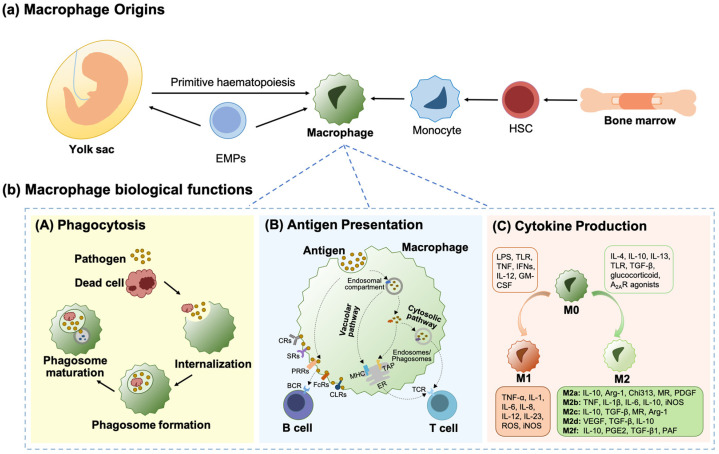 (a) Macrophage Origins
Primitive haematopoiesis
Yolk sac
EMPs
Macrophage
Monocyte
HSC
Bone marrow
(b) Macrophage biological functions
(A) Phagocytosis
Pathogen
Dead cell
Internalization
Phagosome
maturation
Phagosome formation
(B) Antigen Presentation
Antigen
Macrophage
Endosomal
compartment
Vacuolar
pathway
Cytosolic
pathway
Endosomes/
Phagosomes
CRs
SRs
PRRs
FcRs
CLRs
BCR
MHC
TAP
ER
TCR
B cell
T cell
(C) Cytokine Production
LPS, TLR,
TNF, IFNs,
IL-12, GM-
CSF
IL-4, IL-10, IL-13,
TLR, TGF-β,
glucocorticoid,
A2AR agonists
M0
M1
M2
TNF-α, IL-1,
IL-6, IL-8,
IL-12, IL-23,
ROS, iNOS
M2a: IL-10, Arg-1, Chi313, MR, PDGF
M2b: TNF, IL-1β, IL-6, IL-10, iNOS
M2c: IL-10, TGF-β, MR, Arg-1
M2d: VEGF, TGF-β, IL-10
M2f: IL-10, PGE2, TGF-β1, PAF